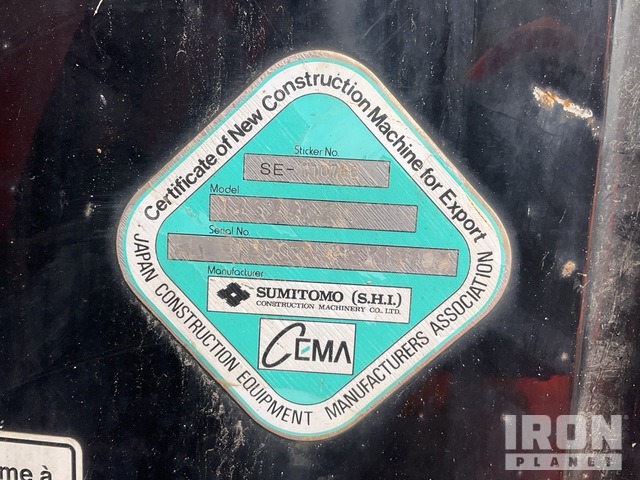 Certificate of New Construction Machine for Export
Sticker No.
SE-
Model
Serial No.
Manufacturer
SUMITOMO (S.H.I.)
CONSTRUCTION MACHINERY CO., LTD.
CEMA
JAPAN CONSTRUCTION EQUIPMENT MANUFACTURERS ASSOCIATION
me à
IRON
PLANET